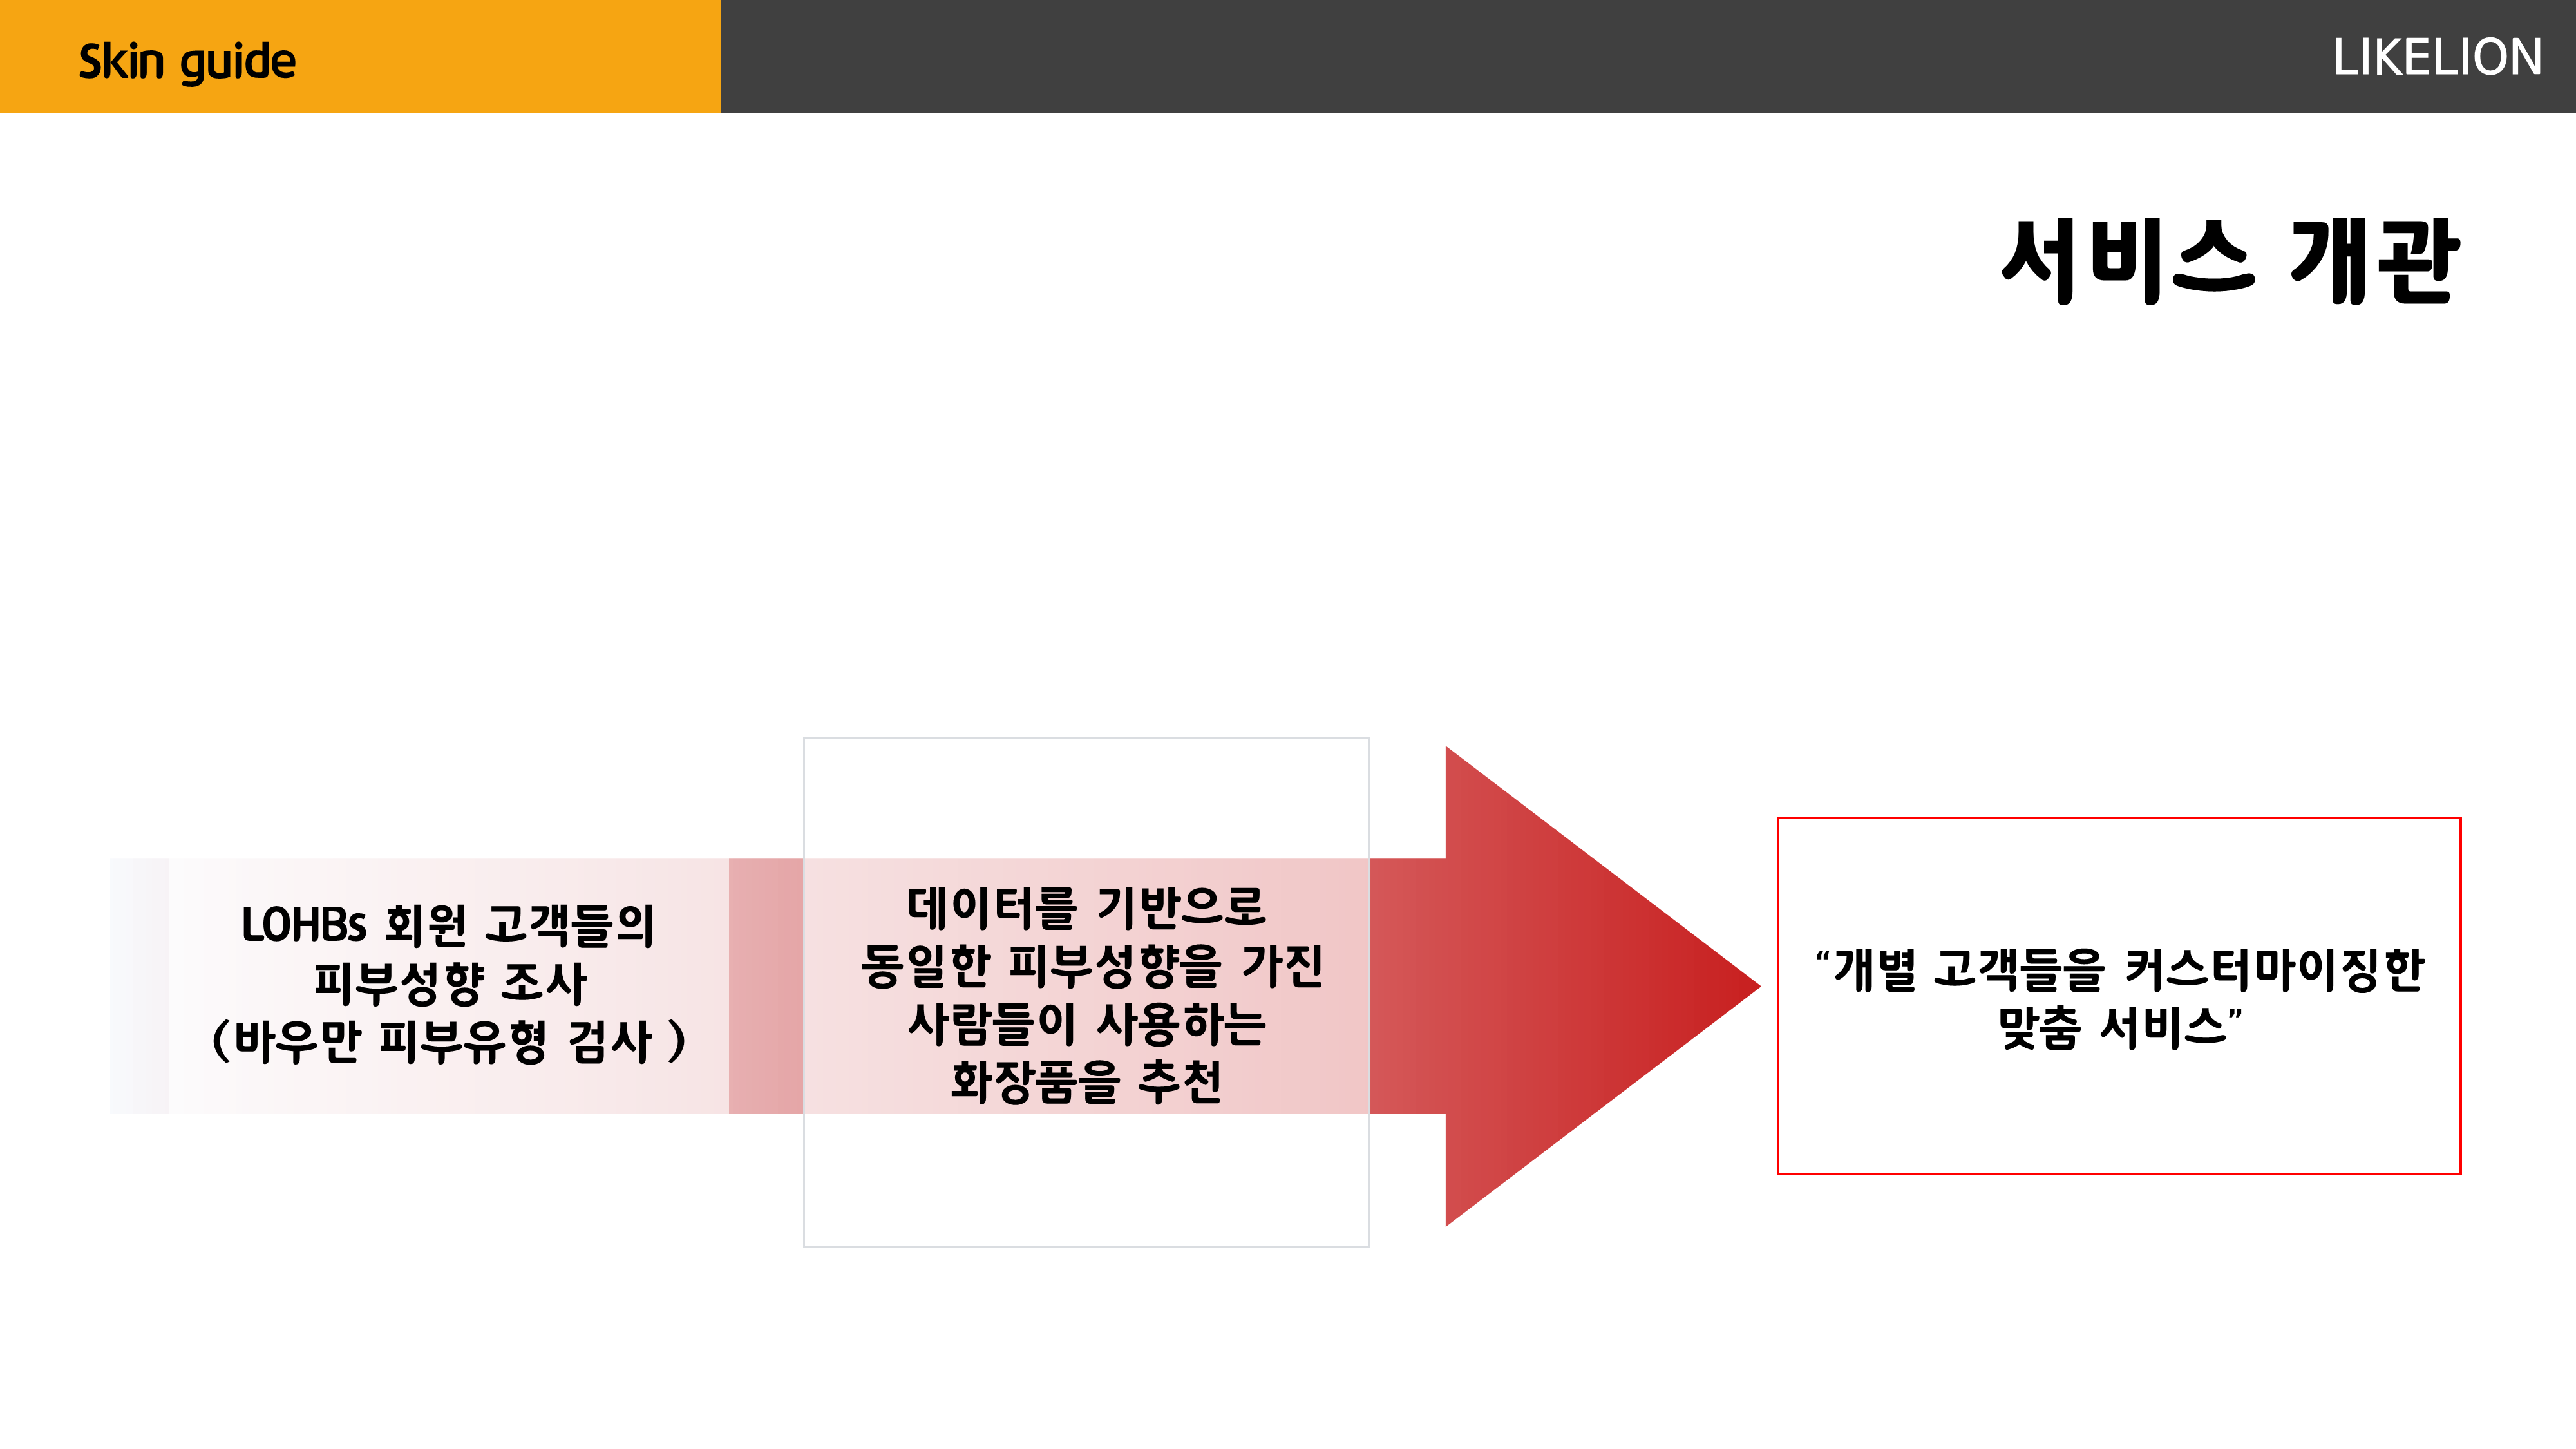 Skin guide
LIKELION
서비스 개관
LOHBs 회원 고객들의
피부성향 조사
(바우만 피부유형 검사 )
데이터를 기반으로
동일한 피부성향을 가진
사람들이 사용하는
화장품을 추천
“개별 고객들을 커스터마이징한
맞춤 서비스”